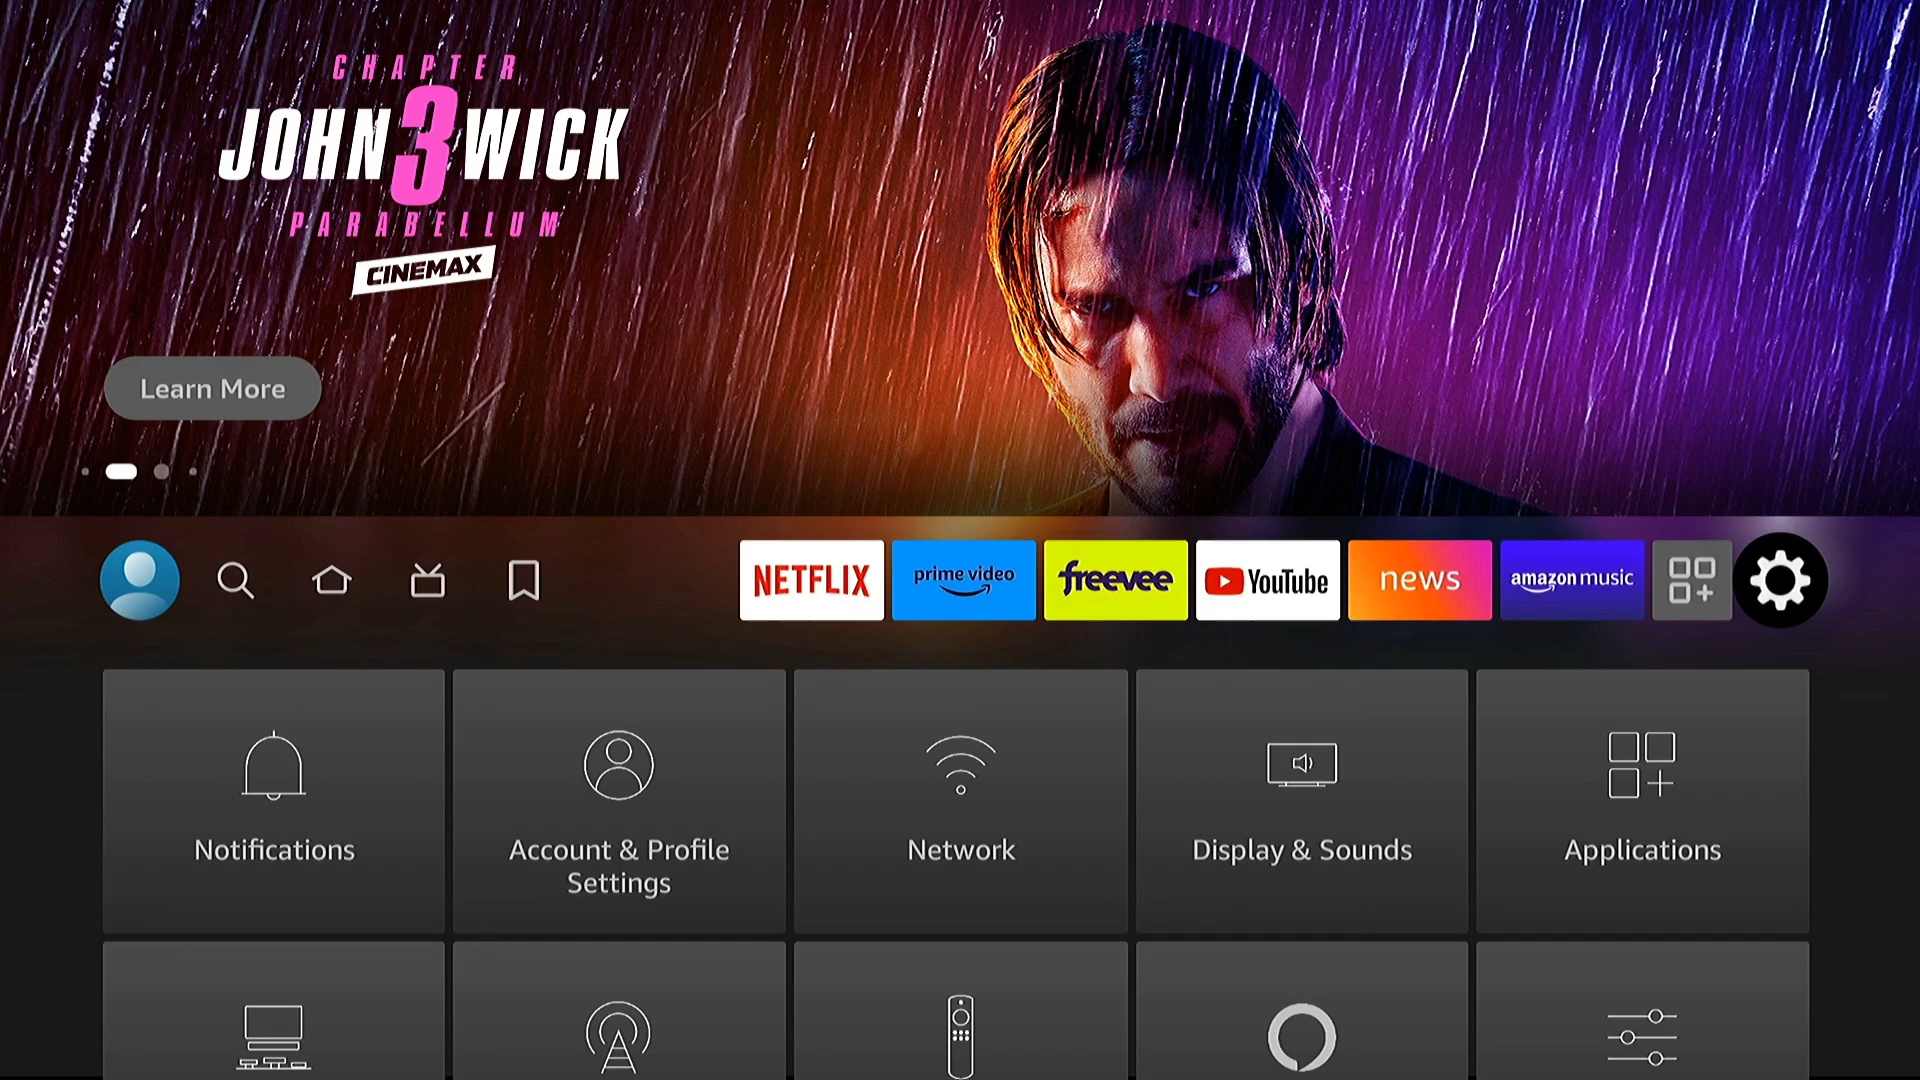 CHAPTER
JOHN 3 WICK
PARABELLUM
CINEMAX
Learn More
NETFLIX
prime video
freevee
YouTube
news
amazon music
Notifications
Account & Profile
Settings
Network
Display & Sounds
Applications